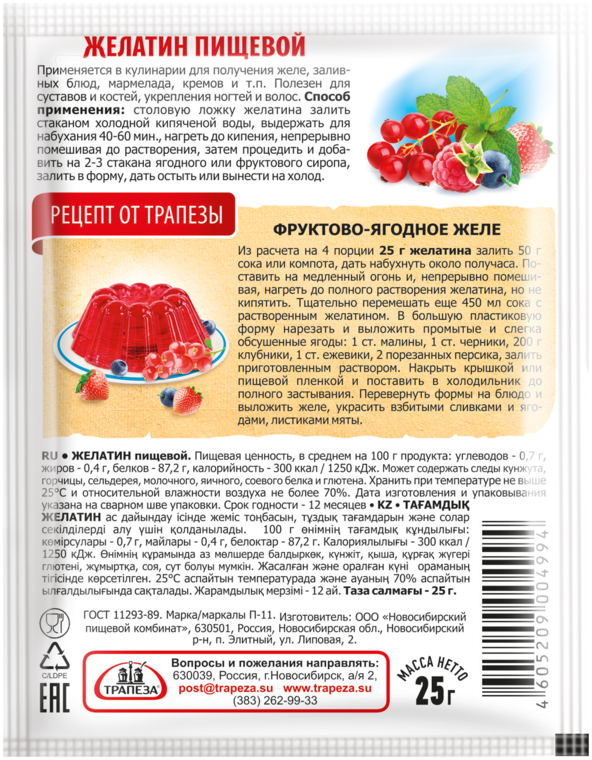 ЖЕЛАТИН ПИЩЕВОЙ
Применяется в кулинарии для получения желе, залив-
ных блюд, мармелада, кремов и т.п. Полезен для
суставов и костей, укрепления ногтей и волос. Способ
применения: столовую ложку желатина залить
стаканом холодной кипяченой воды, выдержать для
набухания 40-60 мин., нагреть до кипения, непрерывно
помешивая до растворения, затем процедить и доба-
вить на 2-3 стакана ягодного или фруктового сиропа,
залить в форму, дать остыть или вынести на холод.
РЕЦЕПТ ОТ ТРАПЕЗЫ
ФРУКТОВО-ЯГОДНОЕ ЖЕЛЕ
Из расчета на 4 порции 25 г желатина залить 50 г
сока или компота, дать набухнуть около получаса. По-
ставить на медленный огонь и, непрерывно помеши-
вая, нагреть до полного растворения желатина, но не
кипятить. Тщательно перемешать еще 450 мл сока с
растворенным желатином. В большую пластиковую
форму нарезать и выложить промытые и слегка
обсушенные ягоды: 1 ст. малины, 1 ст. черники, 200 г
клубники, 1 ст. ежевики, 2 порезанных персика, залить
приготовленным раствором. Накрыть крышкой или
пищевой пленкой и поставить в холодильник до
полного застывания. Перевернуть формы на блюдо и
выложить желе, украсить взбитыми сливками и яго-
дами, листиками мяты.
RU • ЖЕЛАТИН пищевой. Пищевая ценность, в среднем на 100 г продукта: углеводов - 0,7 г,
жиров - 0,4 г, белков - 87,2 г, калорийность - 300 ккал / 1250 кДж. Может содержать следы кунжута,
горчицы, сельдерея, молочного, яичного, соевого белка и глютена. Хранить при температуре не выше
25°С и относительной влажности воздуха не более 70%. Дата изготовления и упаковывания
указана на сварном шве упаковки. Срок годности - 12 месяцев • KZ • ТАҒАМДЫҚ
ЖЕЛАТИН ас дайындау ісінде жеміс тоңбасын, тұздық тағамдарын және солар
секілділерді алу үшін қолданылады. 100 г өнімнің тағамдық құндылығы:
көмірсулары - 0,7 г, майлары - 0,4 г, белоктар - 87,2 г. Калориялылығы - 300 ккал /
1250 кДж. Өнімнің құрамында аз мөлшерде балдыркөк, күнжіт, қыша, құрғақ жүгері
глютені, жұмыртқа, соя, сүт болуы мүмкін. Жасалған және оралған күні ораманың
тігісінде көрсетілген. 25°С аспайтын температурада және ауаның 70% аспайтын
ылғалдылығында сақталады. Жарамдылық мерзімі - 12 ай. Таза салмағы - 25 г.
ГОСТ 11293-89. Марка/маркалы П-11. Изготовитель: ООО «Новосибирский
пищевой комбинат», 630501, Россия, Новосибирская обл., Новосибирский
р-н, п. Элитный, ул. Липовая, 2.
C/LDPE
EAC
ТРАПЕЗА
Вопросы и пожелания направлять:
630039, Россия, г.Новосибирск, а/я 2,
post@trapeza.su www.trapeza.su
(383) 262-99-33
МАССА НЕТТО
25 г
4 605209 004994